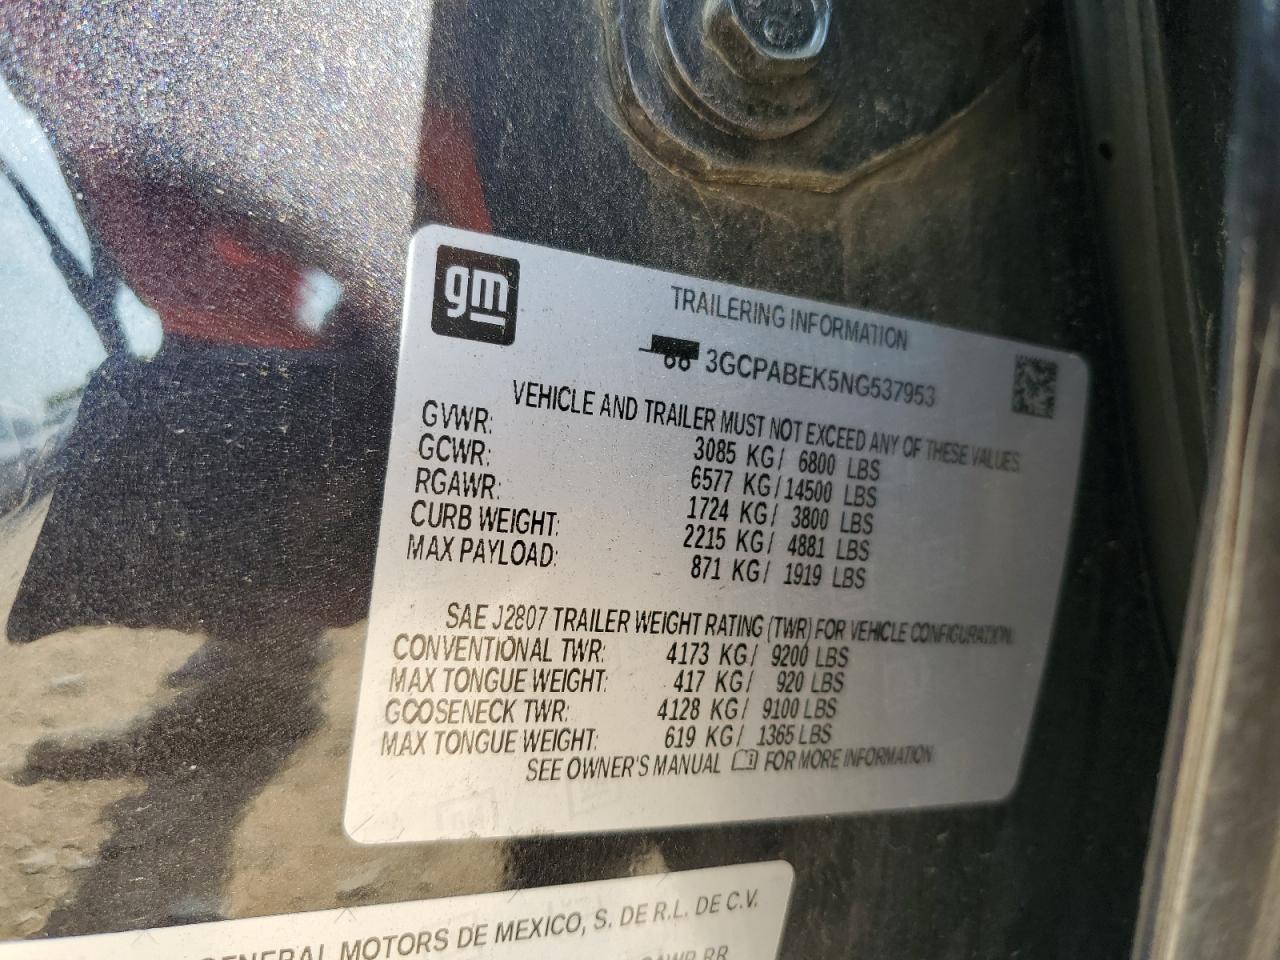 gm
TRAILERING INFORMATION
3GCPABEK5NG537953
VEHICLE AND TRAILER MUST NOT EXCEED ANY OF THESE VALUES.
GVWR: 3085 KG/ 6800 LBS
GCWR: 6577 KG/14500 LBS
RGAWR: 1724 KG/ 3800 LBS
CURB WEIGHT: 2215 KG/ 4881 LBS
MAX PAYLOAD: 871 KG/ 1919 LBS
SAE J2807 TRAILER WEIGHT RATING (TWR) FOR VEHICLE CONFIGURATION.
CONVENTIONAL TWR: 4173 KG/ 9200 LBS
MAX TONGUE WEIGHT: 417 KG/ 920 LBS
GOOSENECK TWR: 4128 KG/ 9100 LBS
MAX TONGUE WEIGHT: 619 KG/ 1365 LBS
SEE OWNER'S MANUAL FOR MORE INFORMATION
GENERAL MOTORS DE MEXICO, S. DE R.L. DE C.V.
GAWR RR